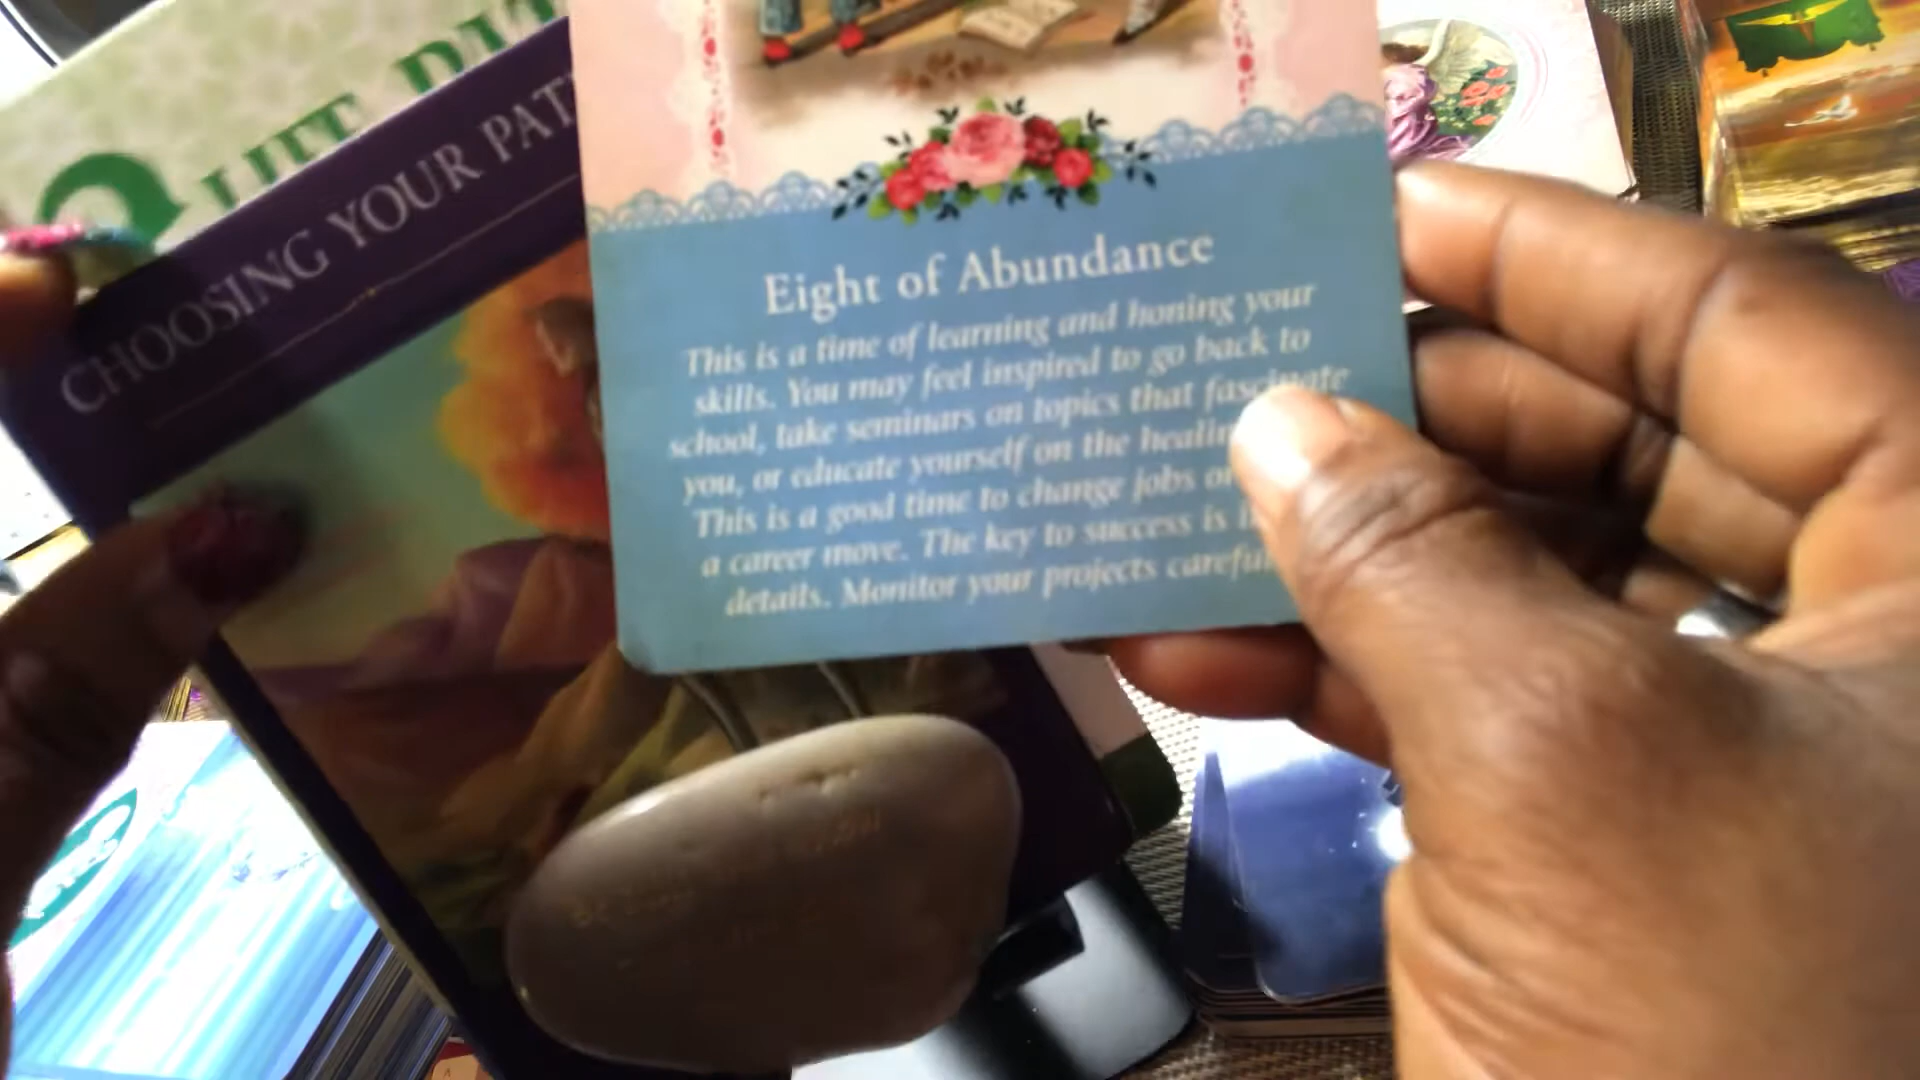 LIFE
CHOOSING YOUR PAT
Eight of Abundance
This is a time of learning and honing your
skills. You may feel inspired to go back to
school, take seminars on topics that fascinate
you, or educate yourself on the
This is a good time to change jobs
a career move. The key to success is
details. Monitor your projects